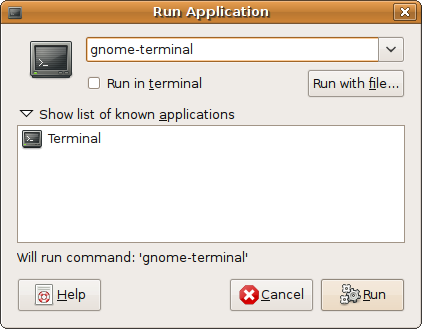 Run Application
gnome-terminal
Run in terminal
Run with file...
Show list of known applications
Terminal
Will run command: 'gnome-terminal'
Help
Cancel
Run